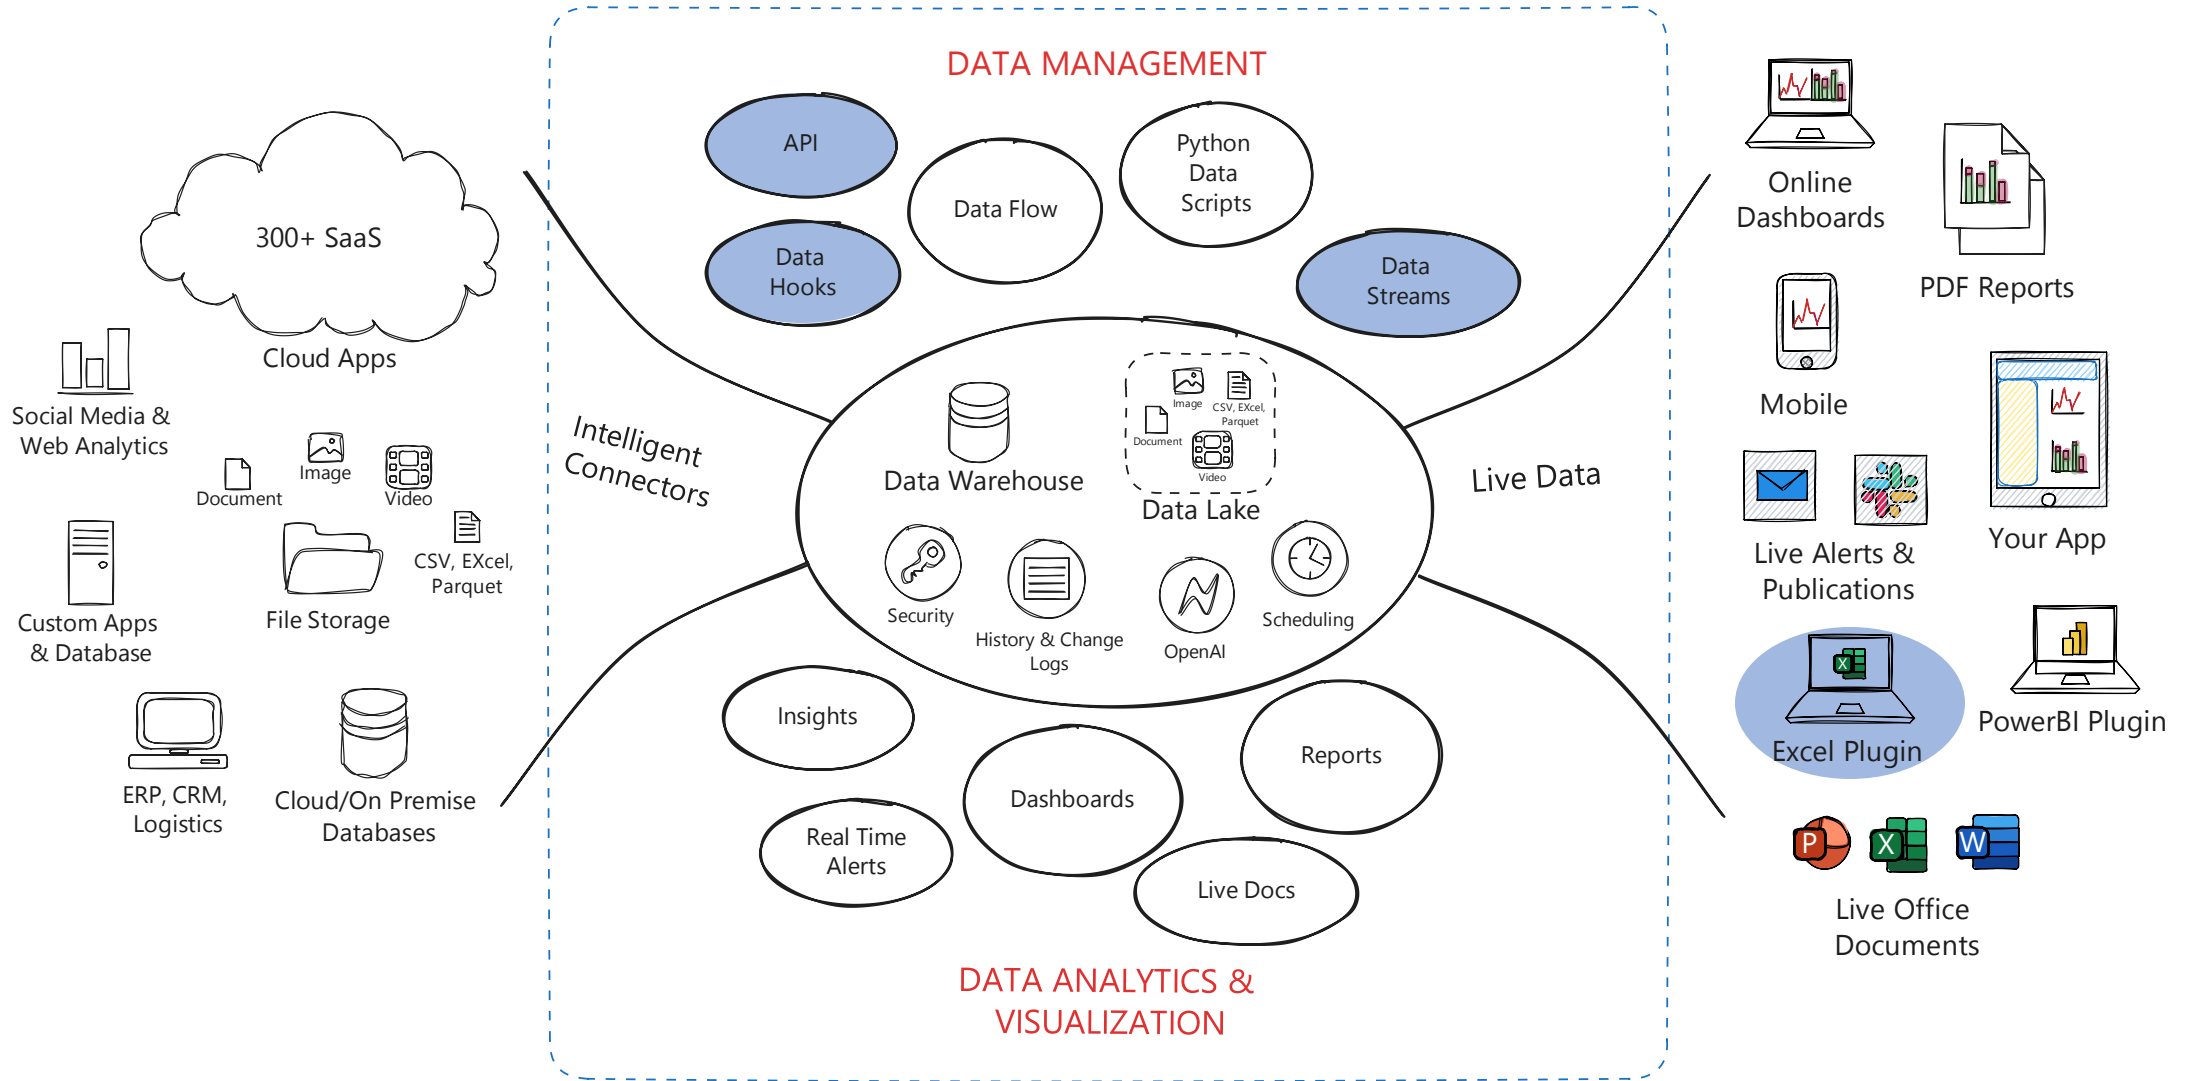 DATA MANAGEMENT
API
Data Flow
Python
Data
Scripts
Data
Hooks
Data
Streams
300+ SaaS
Cloud Apps
Social Media &
Web Analytics
Document
Image
Video
CSV, EXcel,
Parquet
File Storage
Custom Apps
& Database
ERP, CRM,
Logistics
Cloud/On Premise
Databases
Intelligent
Connectors
Data Warehouse
Image
CSV, EXcel,
Parquet
Document
Video
Data Lake
Security
History & Change
Logs
OpenAI
Scheduling
Live Data
Insights
Real Time
Alerts
Dashboards
Reports
Live Docs
DATA ANALYTICS &
VISUALIZATION
Online
Dashboards
PDF Reports
Mobile
Your App
Live Alerts &
Publications
X
Excel Plugin
PowerBI Plugin
P
X
W
Live Office
Documents